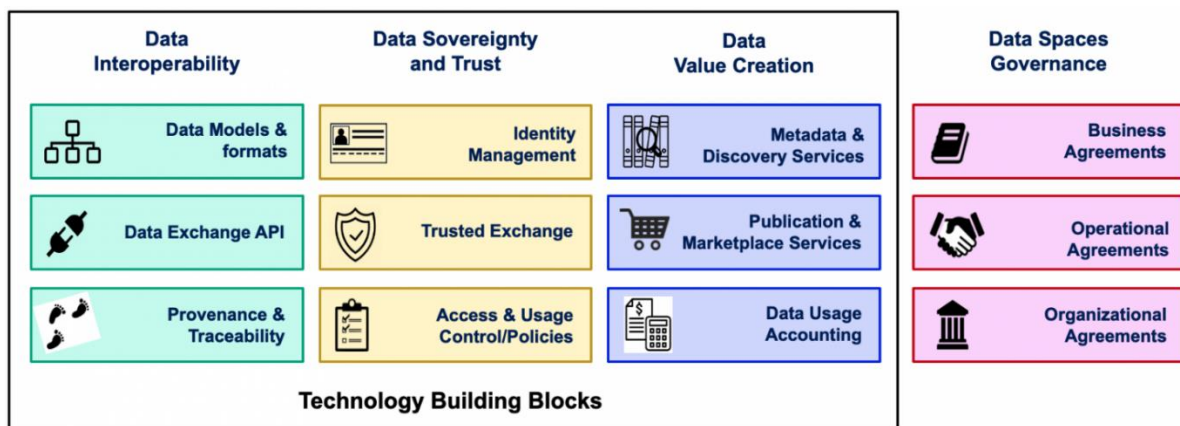 Data
Interoperability
Data Sovereignty
and Trust
Data
Value Creation
Data Spaces
Governance
Data Models &
formats
Identity
Management
Metadata &
Discovery Services
Business
Agreements
Data Exchange API
Trusted Exchange
Publication &
Marketplace Services
Operational
Agreements
Provenance &
Traceability
Access & Usage
Control/Policies
$
Data Usage
Accounting
Organizational
Agreements
Technology Building Blocks